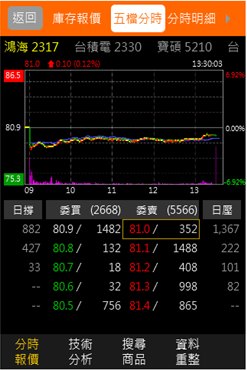 返回 庫存報價 五檔分時 分時明細
鴻海 2317 台積電 2330 寶碩 5210 台
81.0 0.10 (0.12%) 13:30:03
86.5 6.92%
80.9 0.00%
75.3 -6.92%
09 10 11 12 13
日撐 委買 (2668) 委賣 (5566) 日壓
882 80.9 / 1482 81.0 / 352 1,367
427 80.8 / 132 81.1 / 1488 222
33 80.7 / 18 81.2 / 408 101
-- 80.6 / 32 81.3 / 998 82
-- 80.5 / 756 81.4 / 865 --
分時 技術 搜尋 資料
報價 分析 商品 重整